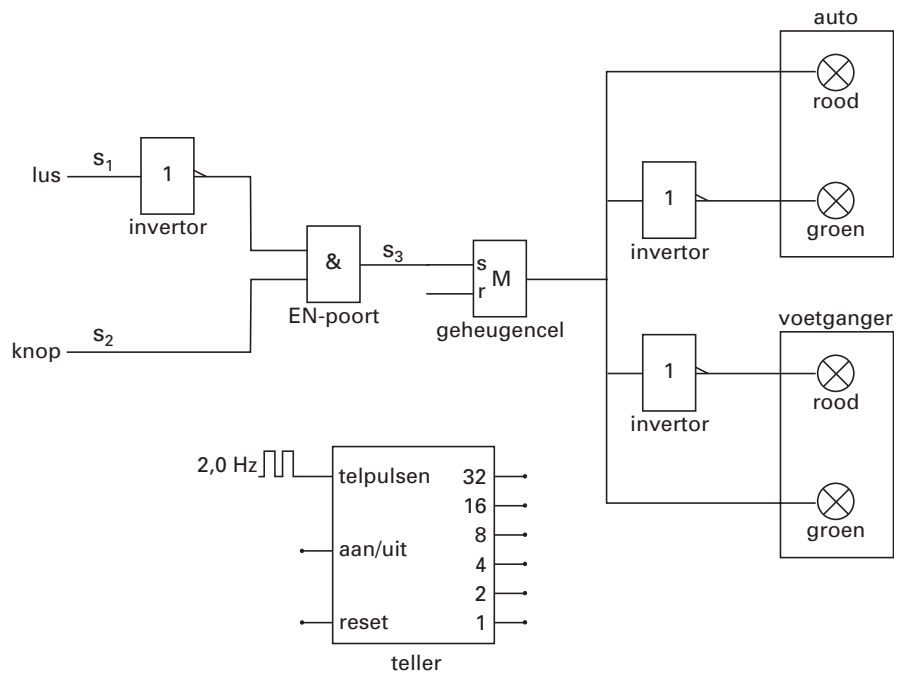 auto
rood
groen
lus
s1
1
invertor
1
invertor
&
EN-poort
s3
s
r
M
geheugencel
knop
s2
voetganger
1
invertor
rood
groen
2,0 Hz
telpulsen
aan/uit
reset
32
16
8
4
2
1
teller